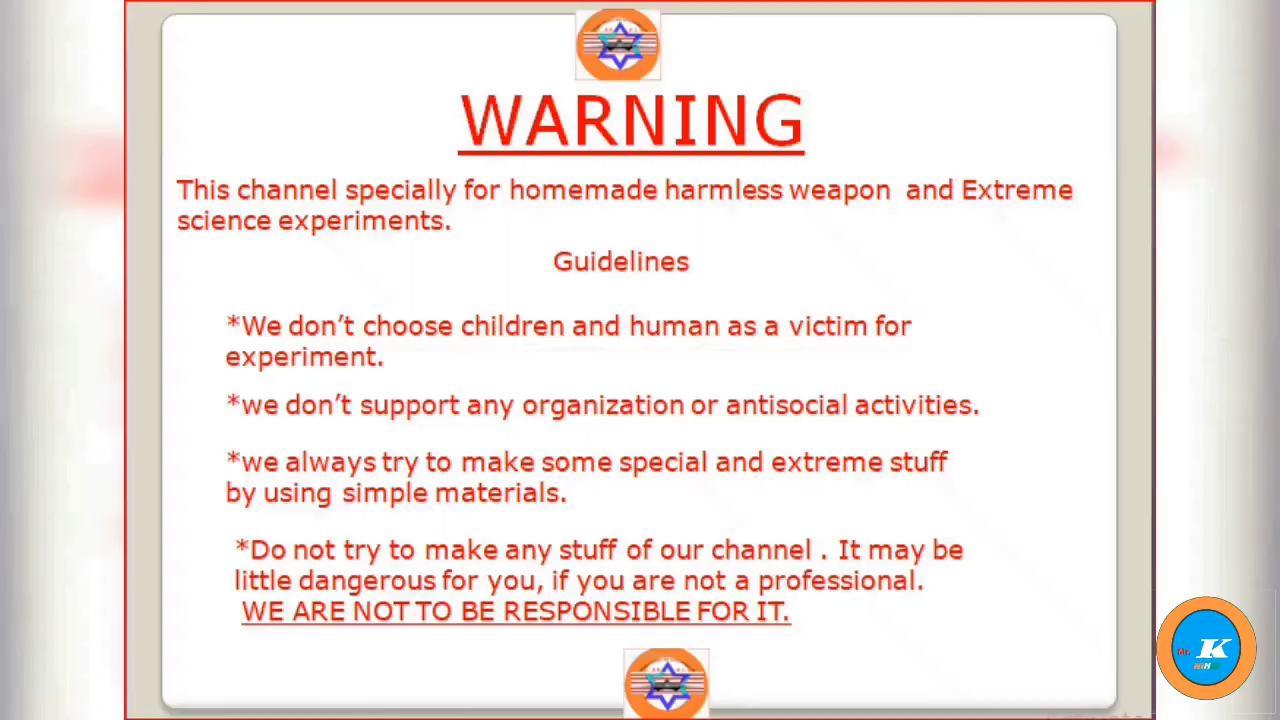 WARNING
This channel specially for homemade harmless weapon and Extreme
science experiments.
Guidelines
*We don't choose children and human as a victim for
experiment.
*we don't support any organization or antisocial activities.
*we always try to make some special and extreme stuff
by using simple materials.
*Do not try to make any stuff of our channel . It may be
little dangerous for you, if you are not a professional.
WE ARE NOT TO BE RESPONSIBLE FOR IT.
Mr. K